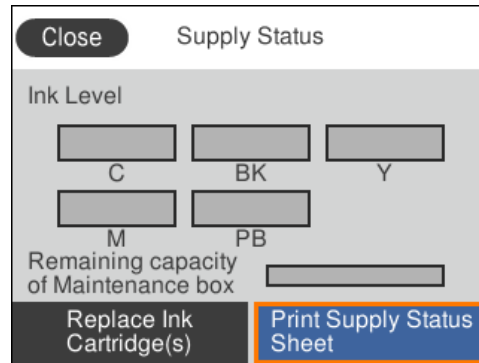 Close
Supply Status
Ink Level
C BK Y
M PB
Remaining capacity
of Maintenance box
Replace Ink
Cartridge(s)
Print Supply Status
Sheet